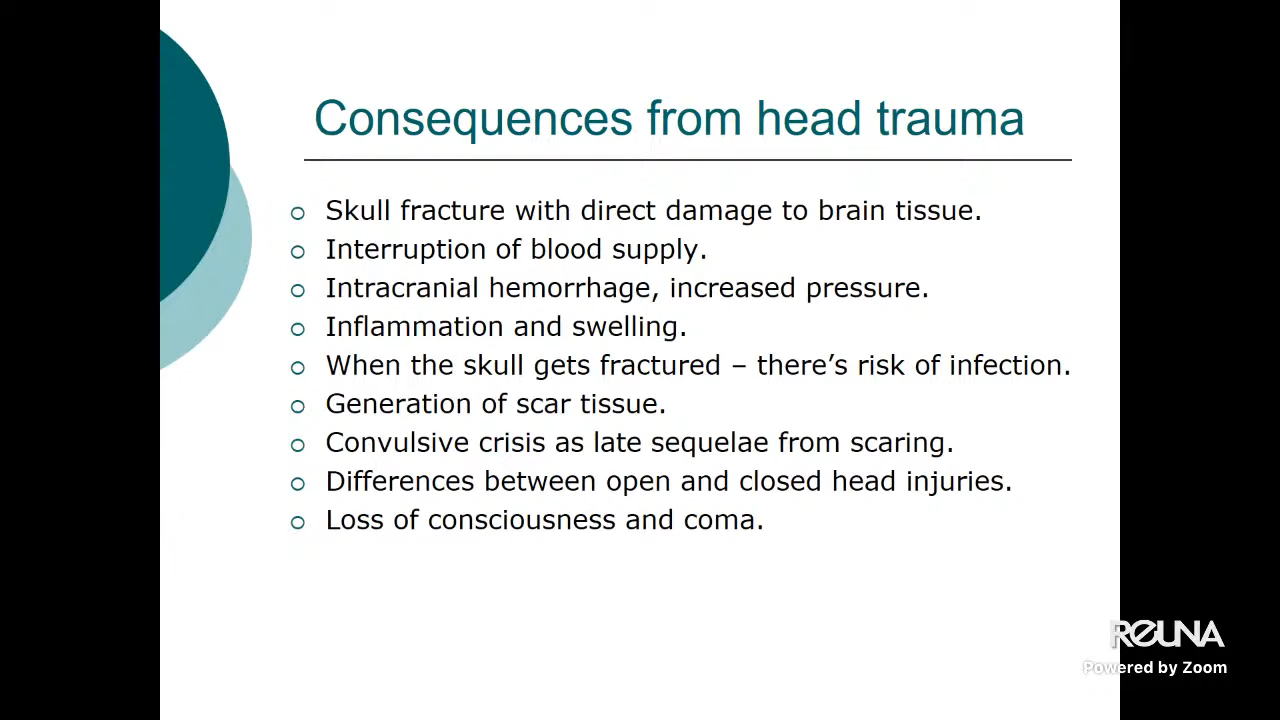 Consequences from head trauma
Skull fracture with direct damage to brain tissue.
Interruption of blood supply.
Intracranial hemorrhage, increased pressure.
Inflammation and swelling.
When the skull gets fractured – there’s risk of infection.
Generation of scar tissue.
Convulsive crisis as late sequelae from scaring.
Differences between open and closed head injuries.
Loss of consciousness and coma.
REUNA
Powered by Zoom